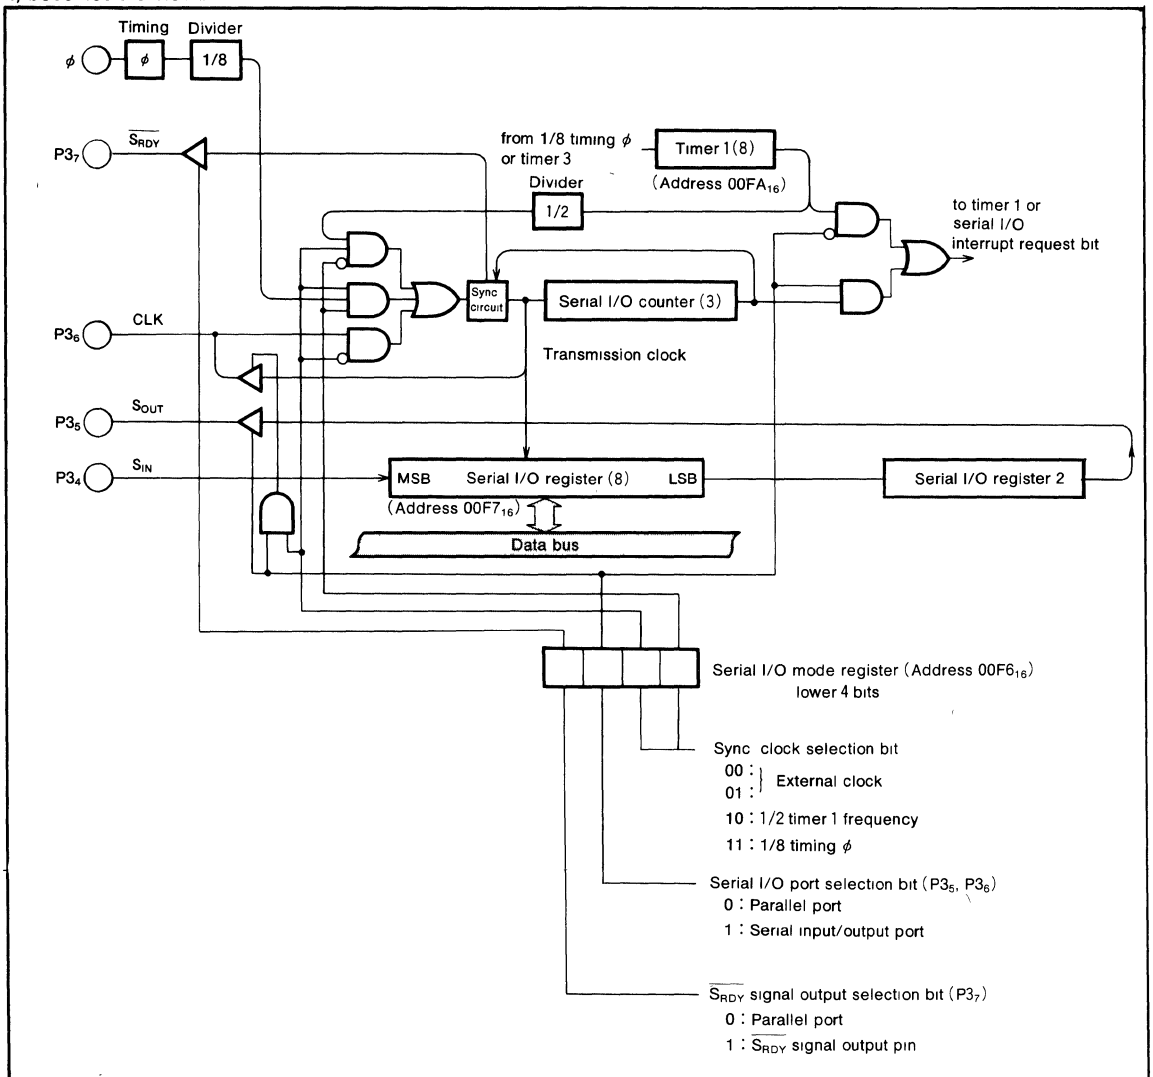 Timing Divider
φ φ 1/8
P3₇ S̅R̅D̅Y̅
from 1/8 timing φ
or timer 3
Timer 1 (8)
(Address 00FA₁₆)
Divider
1/2
to timer 1 or
serial I/O
interrupt request bit
Sync
circuit
Serial I/O counter (3)
P3₆ CLK
Transmission clock
P3₅ SOUT
P3₄ SIN
MSB Serial I/O register (8) LSB
Serial I/O register 2
(Address 00F7₁₆)
Data bus
Serial I/O mode register (Address 00F6₁₆)
lower 4 bits
Sync clock selection bit
00 :
01 :
External clock
10 : 1/2 timer 1 frequency
11 : 1/8 timing φ
Serial I/O port selection bit (P3₅, P3₆)
0 : Parallel port
1 : Serial input/output port
S̅R̅D̅Y̅ signal output selection bit (P3₇)
0 : Parallel port
1 : S̅R̅D̅Y̅ signal output pin